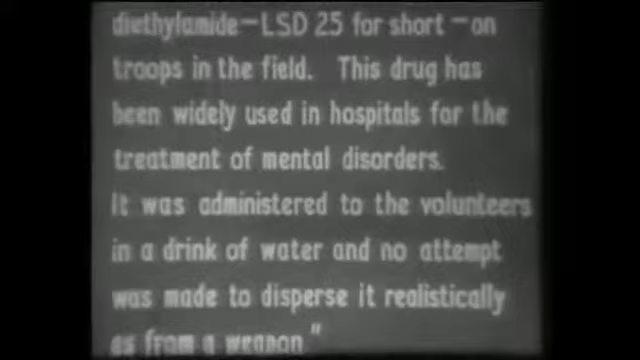 diethylamide—LSD 25 for short—on
troops in the field. This drug has
been widely used in hospitals for the
treatment of mental disorders.
It was administered to the volunteers
in a drink of water and no attempt
was made to disperse it realistically
as from a weapon"